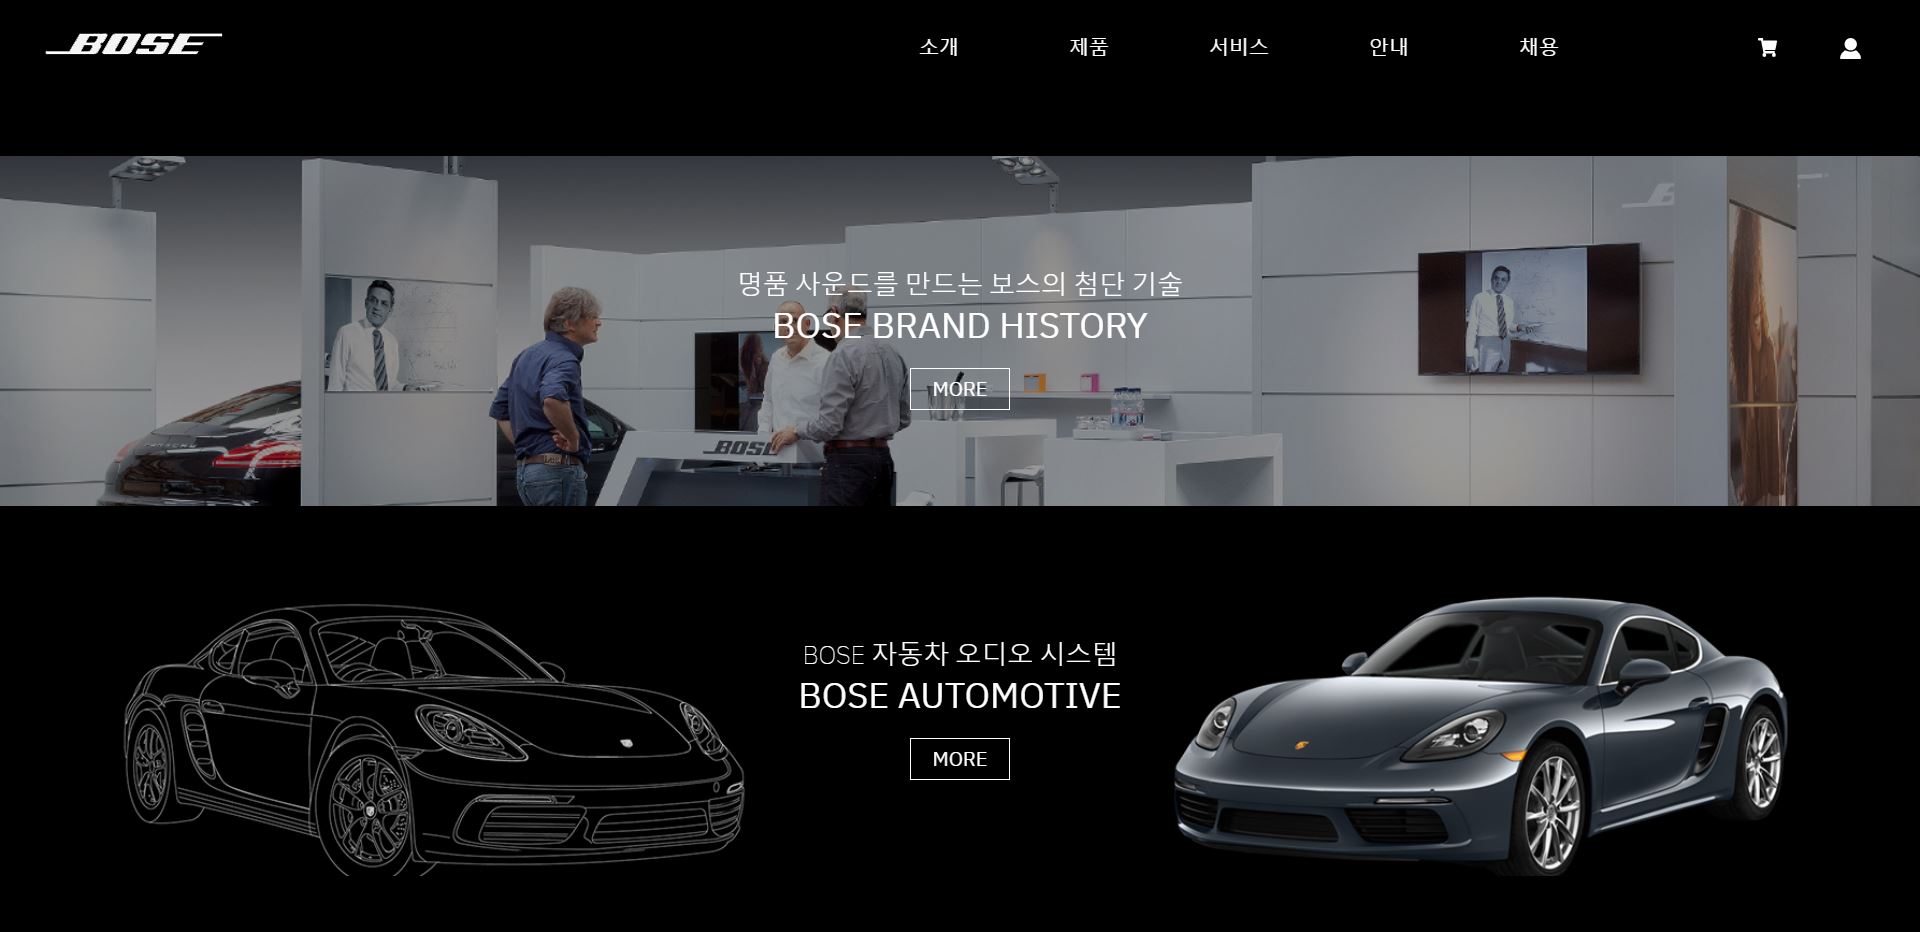 BOSE
소개
제품
서비스
안내
채용
명품 사운드를 만드는 보스의 첨단 기술
BOSE BRAND HISTORY
MORE
PORSCHE
BOSE
BOSE 자동차 오디오 시스템
BOSE AUTOMOTIVE
MORE